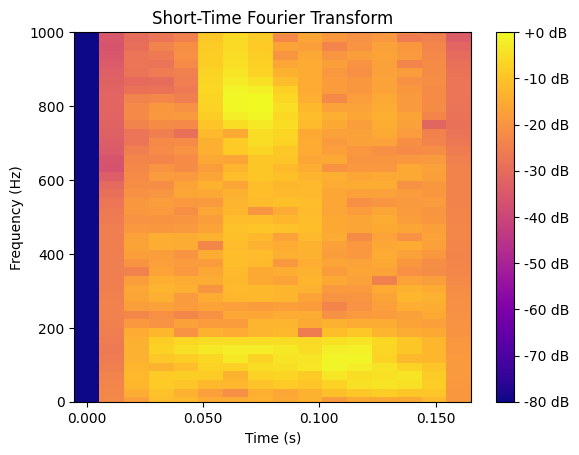 Short-Time Fourier Transform
1000
800
600
400
200
0
Frequency (Hz)
0.000
0.050
0.100
0.150
Time (s)
+0 dB
-10 dB
-20 dB
-30 dB
-40 dB
-50 dB
-60 dB
-70 dB
-80 dB